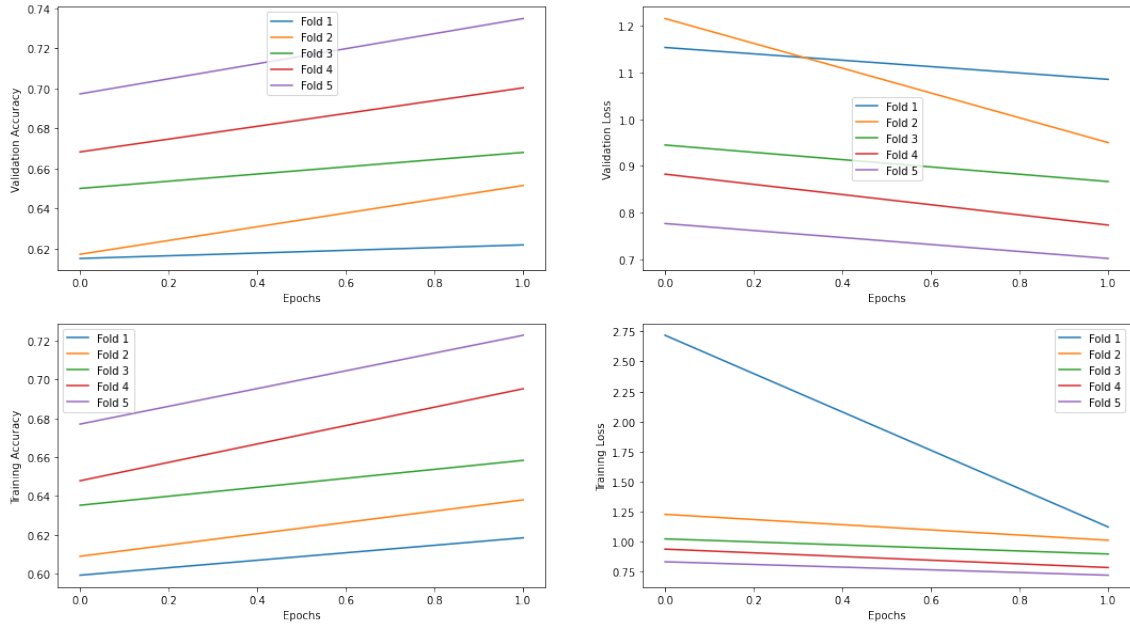 0.74
0.72
0.70
0.68
0.66
0.64
0.62
Validation Accuracy
Fold 1
Fold 2
Fold 3
Fold 4
Fold 5
0.0 0.2 0.4 0.6 0.8 1.0
Epochs
1.2
1.1
1.0
0.9
0.8
0.7
Validation Loss
Fold 1
Fold 2
Fold 3
Fold 4
Fold 5
0.0 0.2 0.4 0.6 0.8 1.0
Epochs
0.72
0.70
0.68
0.66
0.64
0.62
0.60
Training Accuracy
Fold 1
Fold 2
Fold 3
Fold 4
Fold 5
0.0 0.2 0.4 0.6 0.8 1.0
Epochs
2.75
2.50
2.25
2.00
1.75
1.50
1.25
1.00
0.75
Training Loss
Fold 1
Fold 2
Fold 3
Fold 4
Fold 5
0.0 0.2 0.4 0.6 0.8 1.0
Epochs